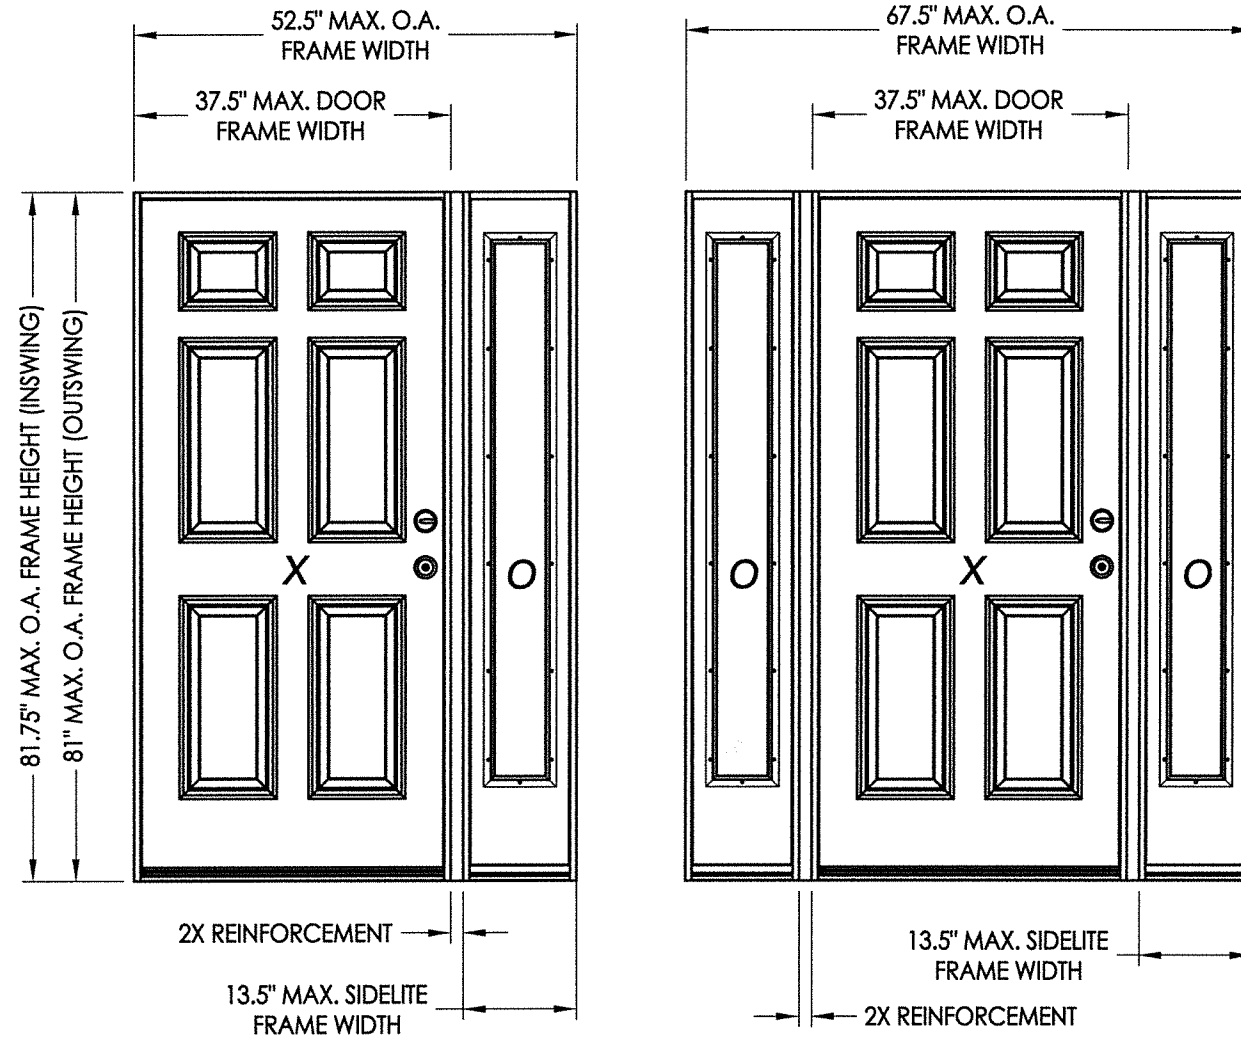 52.5" MAX. O.A.
FRAME WIDTH
67.5" MAX. O.A.
FRAME WIDTH
37.5" MAX. DOOR
FRAME WIDTH
37.5" MAX. DOOR
FRAME WIDTH
81.75" MAX. O.A. FRAME HEIGHT (INSWING)
81" MAX. O.A. FRAME HEIGHT (OUTSWING)
X
O
O
X
O
2X REINFORCEMENT
13.5" MAX. SIDELITE
FRAME WIDTH
13.5" MAX. SIDELITE
FRAME WIDTH
2X REINFORCEMENT